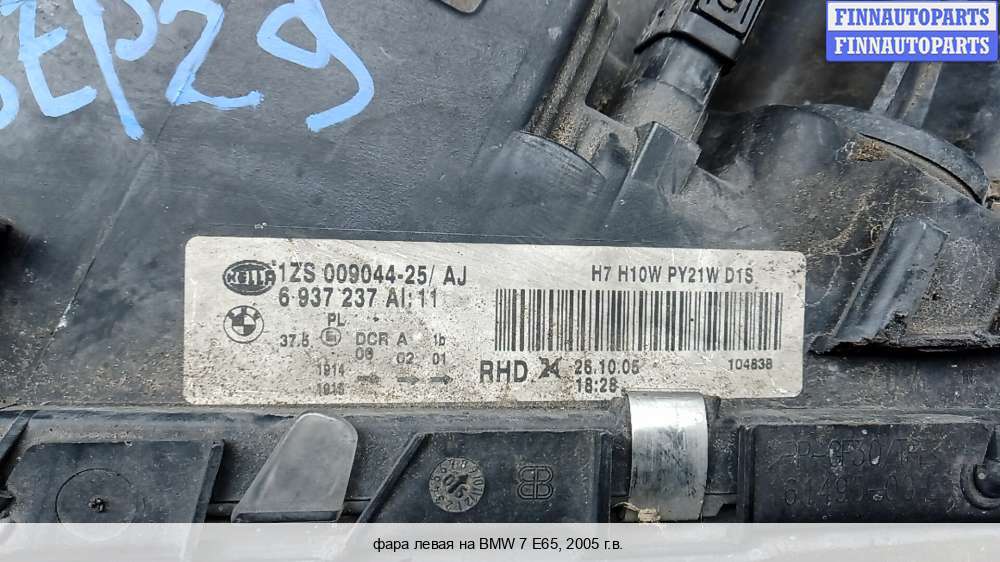 FINNAUTOPARTS
FINNAUTOPARTS
EP29
HELLA
1ZS 009044-25/ AJ
6 937 237 AI: 11
H7 H10W PY21W D1S
PL
37.5 DCR A 1b
02 01
1914
RHD 26.10.05
18:28
104838
фара левая на BMW 7 E65, 2005 г.в.